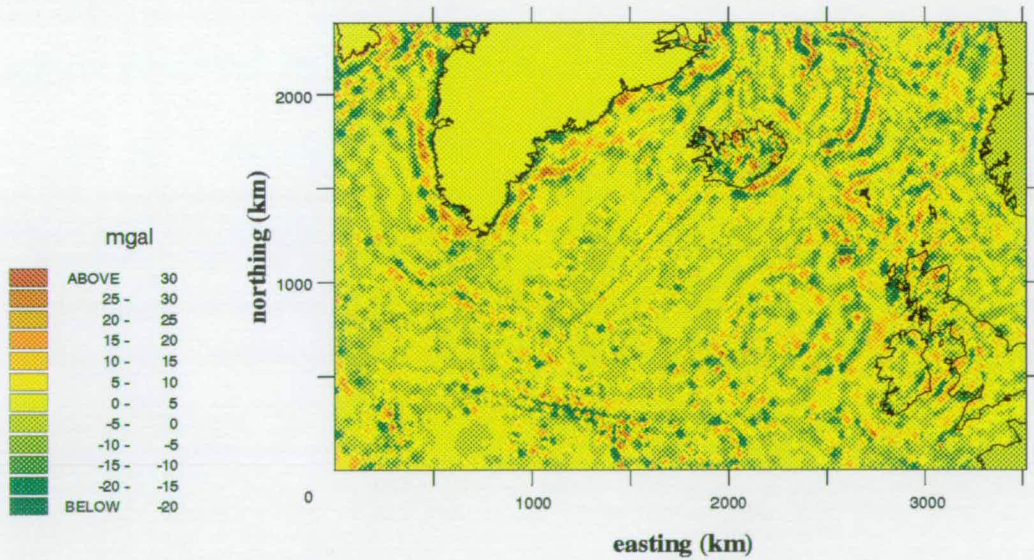 mgal
ABOVE 30
25 - 30
20 - 25
15 - 20
10 - 15
5 - 10
0 - 5
-5 - 0
-10 - -5
-15 - -10
-20 - -15
BELOW -20
northing (km)
2000
1000
0
1000
2000
3000
easting (km)